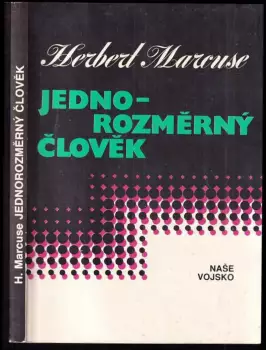 H. Marcuse JEDNOROZMĚRNÝ ČLOVĚK
Herbert Marcuse
JEDNO-
ROZMĚRNÝ
ČLOVĚK
NAŠE
VOJSKO